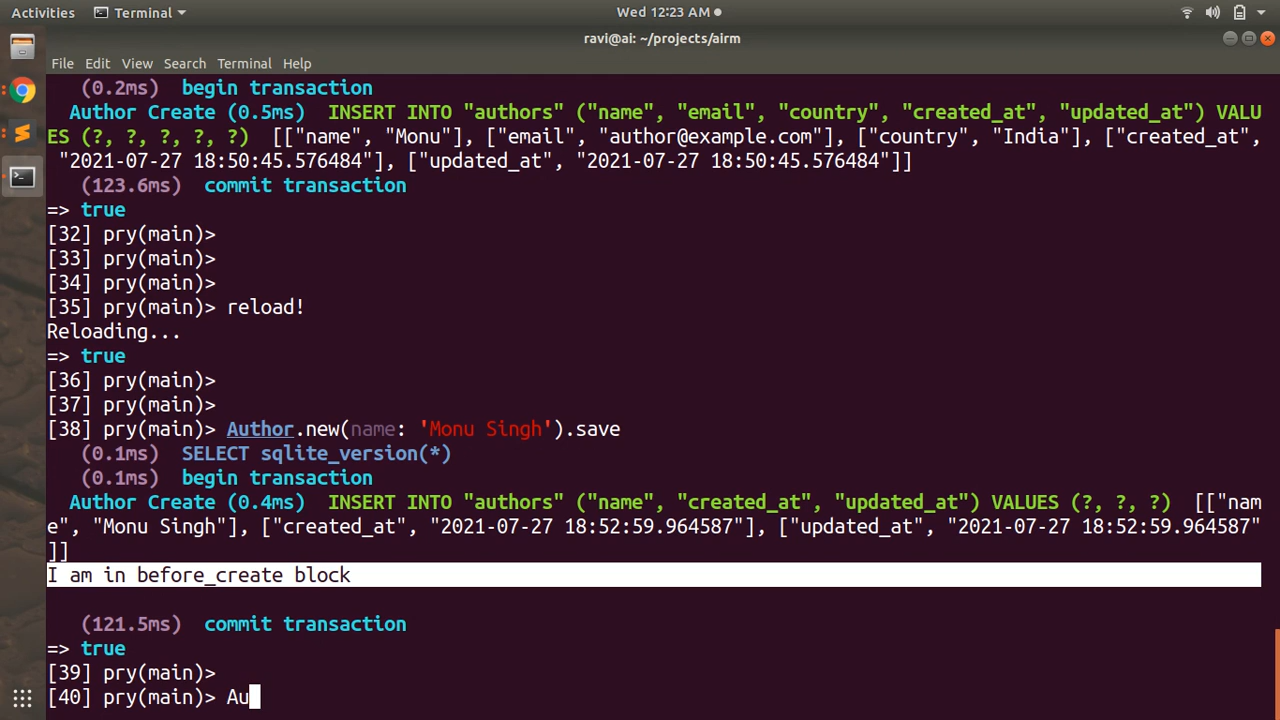 Activities Terminal Wed 12:23 AM
ravi@ai: ~/projects/airm
File Edit View Search Terminal Help
(0.2ms) begin transaction
Author Create (0.5ms) INSERT INTO "authors" ("name", "email", "country", "created_at", "updated_at") VALU
ES (?, ?, ?, ?, ?) [["name", "Monu"], ["email", "author@example.com"], ["country", "India"], ["created_at",
"2021-07-27 18:50:45.576484"], ["updated_at", "2021-07-27 18:50:45.576484"]]
(123.6ms) commit transaction
=> true
[32] pry(main)>
[33] pry(main)>
[34] pry(main)>
[35] pry(main)> reload!
Reloading...
=> true
[36] pry(main)>
[37] pry(main)>
[38] pry(main)> Author.new(name: 'Monu Singh').save
(0.1ms) SELECT sqlite_version(*)
(0.1ms) begin transaction
Author Create (0.4ms) INSERT INTO "authors" ("name", "created_at", "updated_at") VALUES (?, ?, ?) [["nam
e", "Monu Singh"], ["created_at", "2021-07-27 18:52:59.964587"], ["updated_at", "2021-07-27 18:52:59.964587"
]]
I am in before_create block
(121.5ms) commit transaction
=> true
[39] pry(main)>
[40] pry(main)> Au